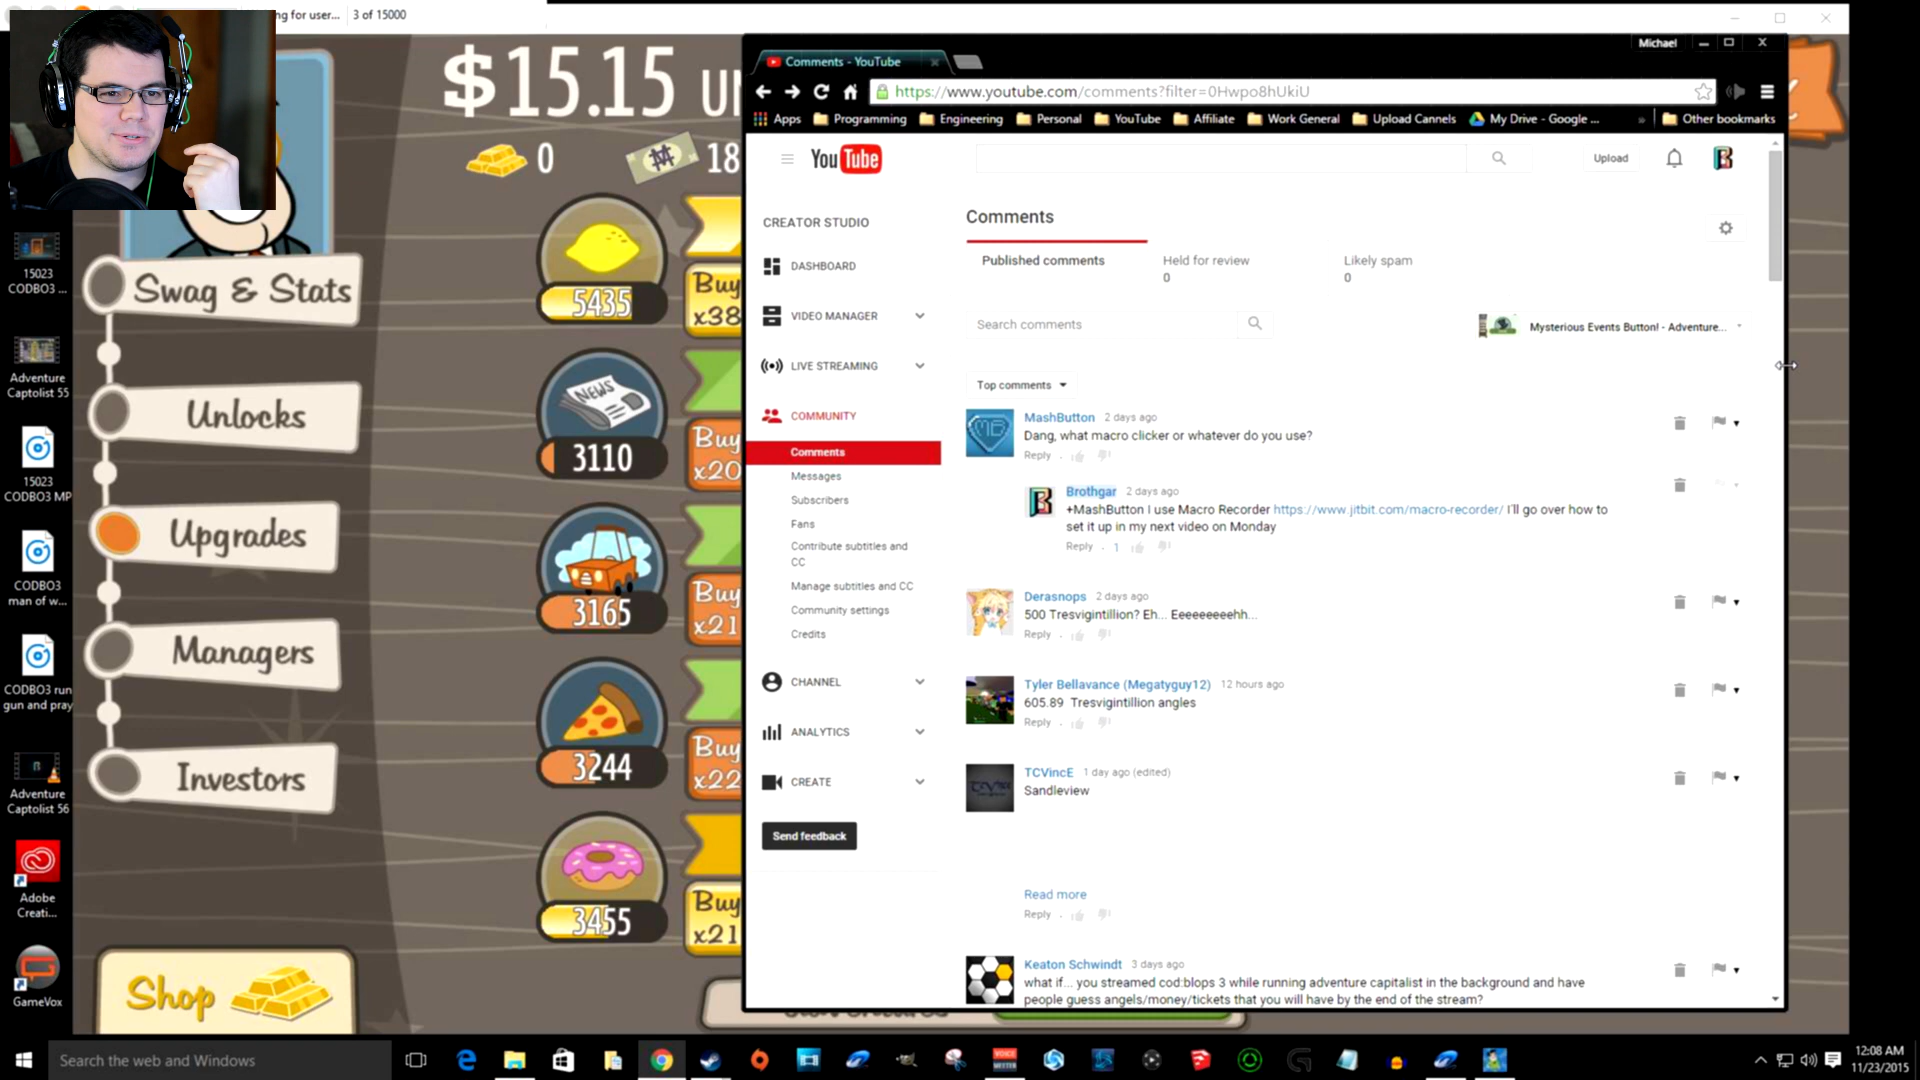 ng for user... 3 of 15000
$15.15 U
0
18
Swag & Stats
Unlocks
Upgrades
Managers
Investors
Shop
5435
Buy
x38
NEWS
3110
Buy
x20
3165
Buy
x21
3244
Buy
x22
3455
Buy
x21
15023
CODBO3 ...
Adventure
Captolist 55
15023
CODBO3 MP
CODBO3
man of w...
CODBO3 run
gun and pray
Adventure
Captolist 56
Adobe
Creati...
GameVox
Michael
Comments - YouTube
https://www.youtube.com/comments?filter=0Hwpo8hUkiU
Apps Programming Engineering Personal YouTube Affiliate Work General Upload Channels My Drive - Google ... » Other bookmarks
YouTube
Upload
CREATOR STUDIO
DASHBOARD
VIDEO MANAGER
LIVE STREAMING
COMMUNITY
Comments
Messages
Subscribers
Fans
Contribute subtitles and
CC
Manage subtitles and CC
Community settings
Credits
CHANNEL
ANALYTICS
CREATE
Send feedback
Comments
Published comments
Held for review
0
Likely spam
0
Search comments
Mysterious Events Button! - Adventure...
Top comments
MashButton 2 days ago
Dang, what macro clicker or whatever do you use?
Reply
Brothgar 2 days ago
+MashButton I use Macro Recorder https://www.jitbit.com/macro-recorder/ I'll go over how to
set it up in my next video on Monday
Reply · 1
Derasnops 2 days ago
500 Tresvigintillion? Eh... Eeeeeeeeehh...
Reply
Tyler Bellavance (Megatyguy12) 12 hours ago
605.89 Tresvigintillion angles
Reply
TCVincE 1 day ago (edited)
Sandleview
Read more
Reply
Keaton Schwindt 3 days ago
what if... you streamed cod:blops 3 while running adventure capitalist in the background and have
people guess angels/money/tickets that you will have by the end of the stream?
Search the web and Windows
12:08 AM
11/23/2015